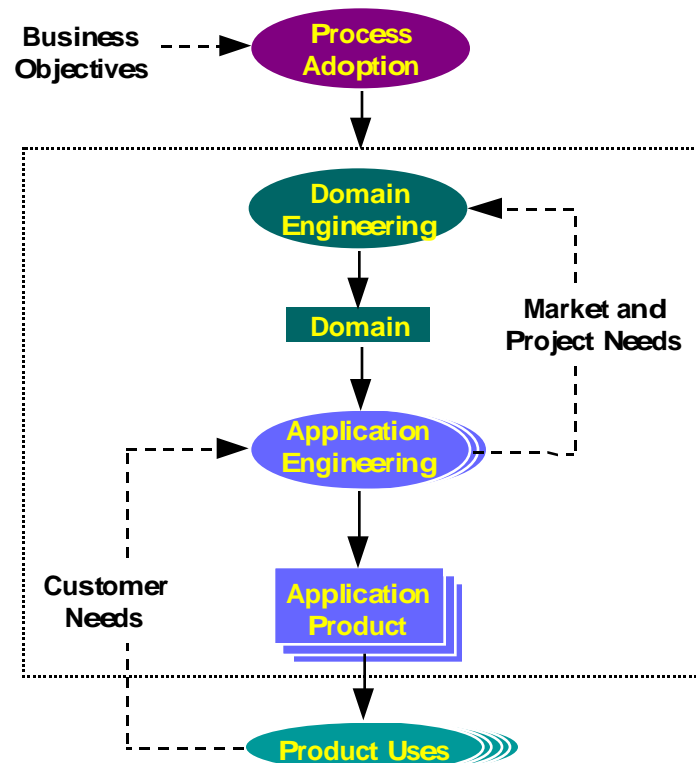 Business
Objectives
Process
Adoption
Domain
Engineering
Domain
Market and
Project Needs
Application
Engineering
Customer
Needs
Application
Product
Product Uses